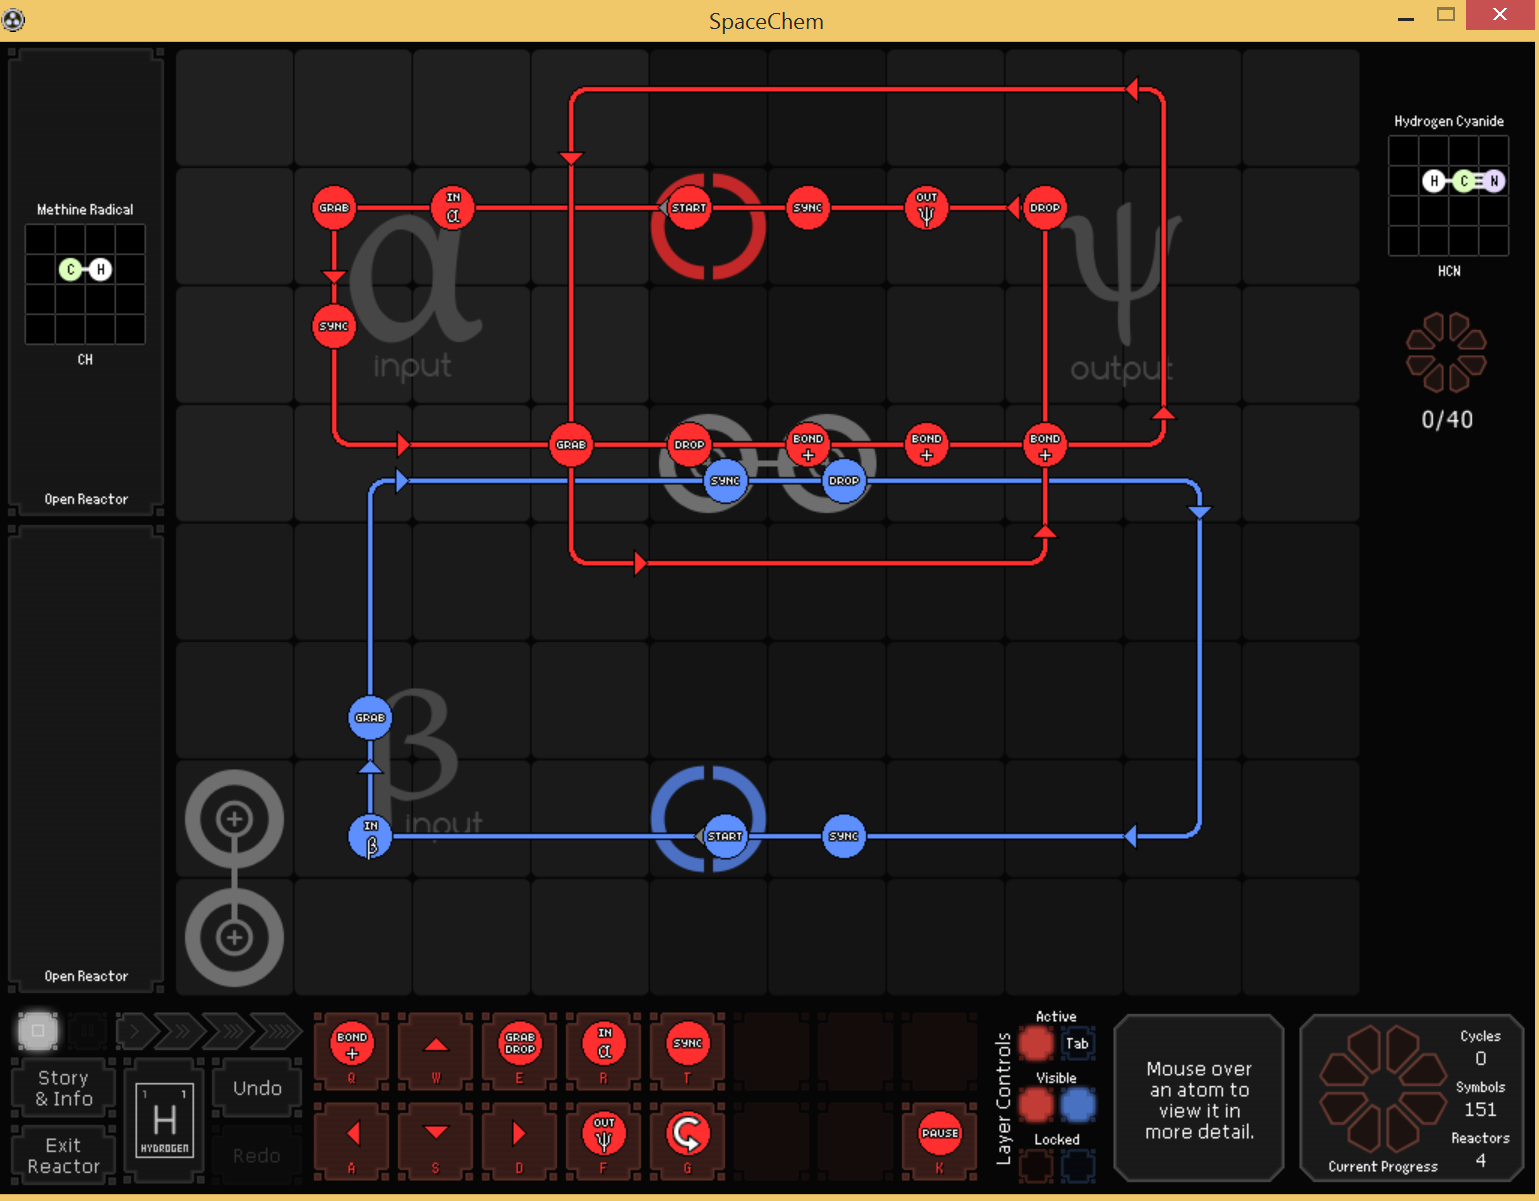 SpaceChem
Methine Radical
C H
CH
Open Reactor
Open Reactor
Hydrogen Cyanide
H C N
HCN
0/40
GRAB
IN
α
START
SYNC
OUT
Ψ
DROP
SYNC
α
input
Ψ
output
GRAB
DROP
BOND
+
BOND
+
BOND
+
SYNC
DROP
GRAB
β
input
IN
β
START
SYNC
Story
& Info
Exit
Reactor
1 1
H
HYDROGEN
Undo
Redo
BOND
+
Q
W
GRAB
DROP
E
IN
α
R
SYNC
T
A
S
D
OUT
Ψ
F
G
PAUSE
K
Layer Controls
Active
Tab
Visible
Locked
Mouse over
an atom to
view it in
more detail.
Cycles
0
Symbols
151
Reactors
4
Current Progress